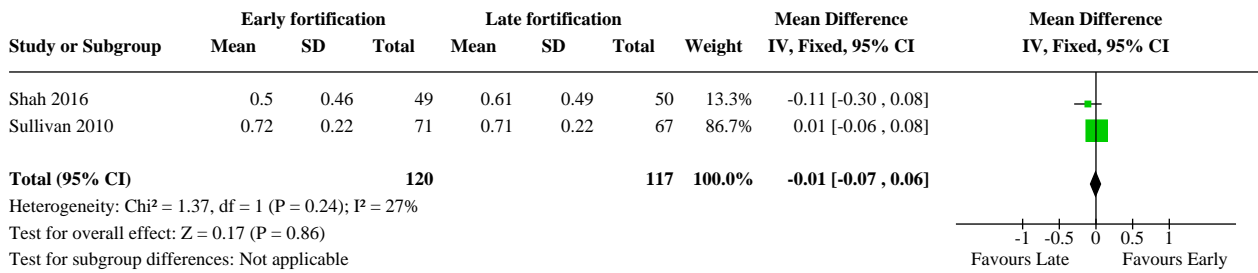 Early fortification Late fortification Mean Difference Mean Difference
Study or Subgroup Mean SD Total Mean SD Total Weight IV, Fixed, 95% CI IV, Fixed, 95% CI
Shah 2016 0.5 0.46 49 0.61 0.49 50 13.3% -0.11 [-0.30 , 0.08]
Sullivan 2010 0.72 0.22 71 0.71 0.22 67 86.7% 0.01 [-0.06 , 0.08]
Total (95% CI) 120 117 100.0% -0.01 [-0.07 , 0.06]
Heterogeneity: Chi² = 1.37, df = 1 (P = 0.24); I² = 27%
Test for overall effect: Z = 0.17 (P = 0.86)
-1 -0.5 0 0.5 1
Test for subgroup differences: Not applicable Favours Late Favours Early